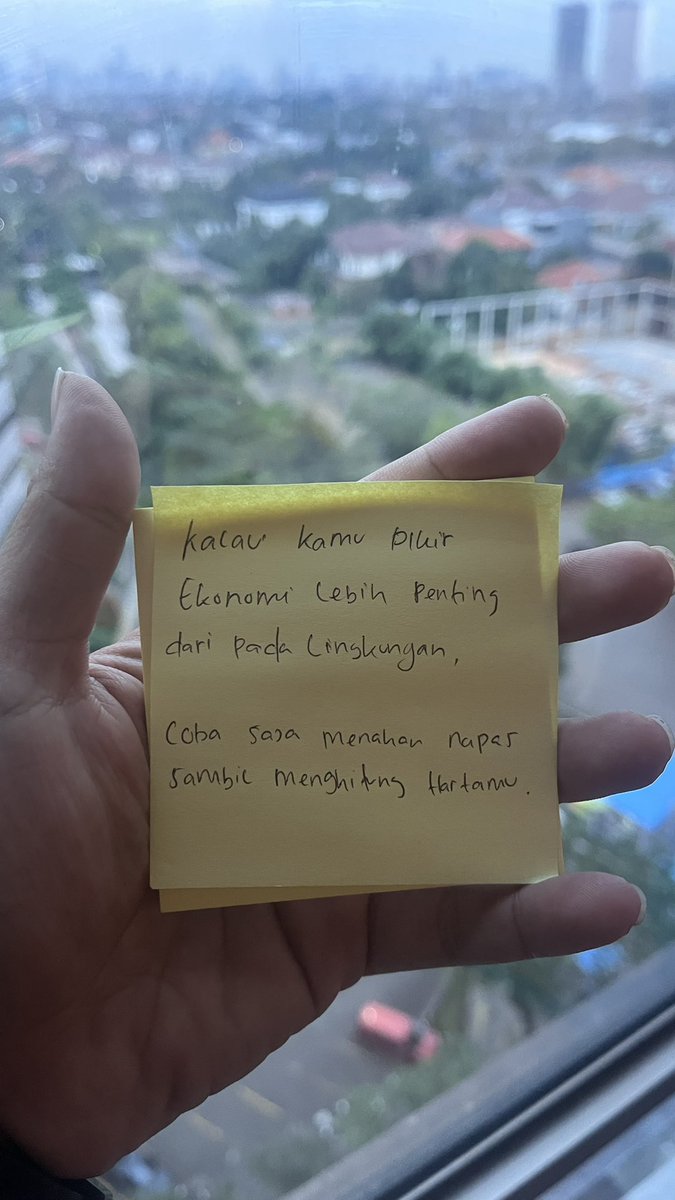 Kalau kamu pikir
Ekonomi lebih penting
dari pada lingkungan,
Coba saja menahan napas
sambil menghitung Hartamu.